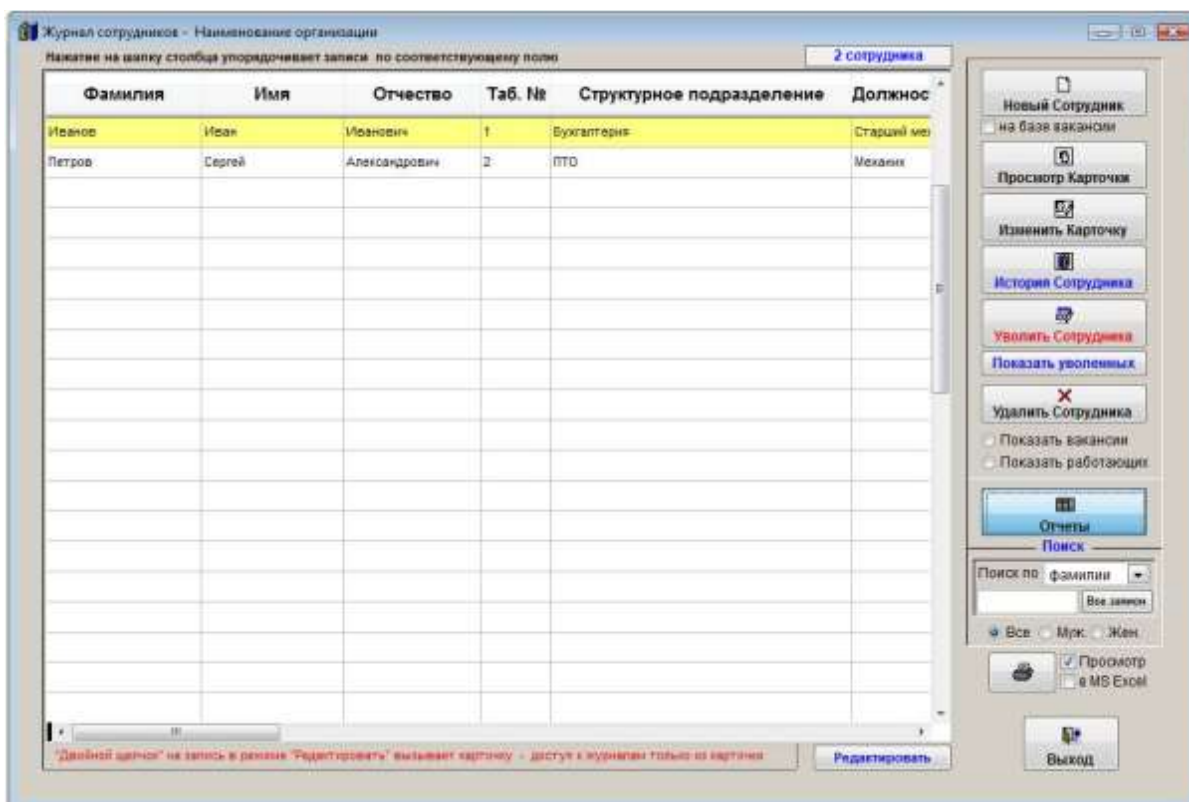 Журнал сотрудников - Наименование организации
Нажатие на шапку столбца упорядочивает записи по соответствующему полю
2 сотрудника
Фамилия Имя Отчество Таб. № Структурное подразделение Должнос
Иванов Иван Иванович 1 Бухгалтерия Старший мех
Петров Сергей Александрович 2 ПТО Механик
"Двойной щелчок" на запись в режиме "Редактировать" вызывает карточку - доступ к журналам только из карточки
Редактировать
Новый Сотрудник
на базе вакансии
Просмотр Карточки
Изменить Карточку
История Сотрудника
Уволить Сотрудника
Показать уволенных
Удалить Сотрудника
Показать вакансии
Показать работающих
Отчеты
Поиск
Поиск по фамилии
Все записи
Все Муж. Жен.
Просмотр
в MS Excel
Выход